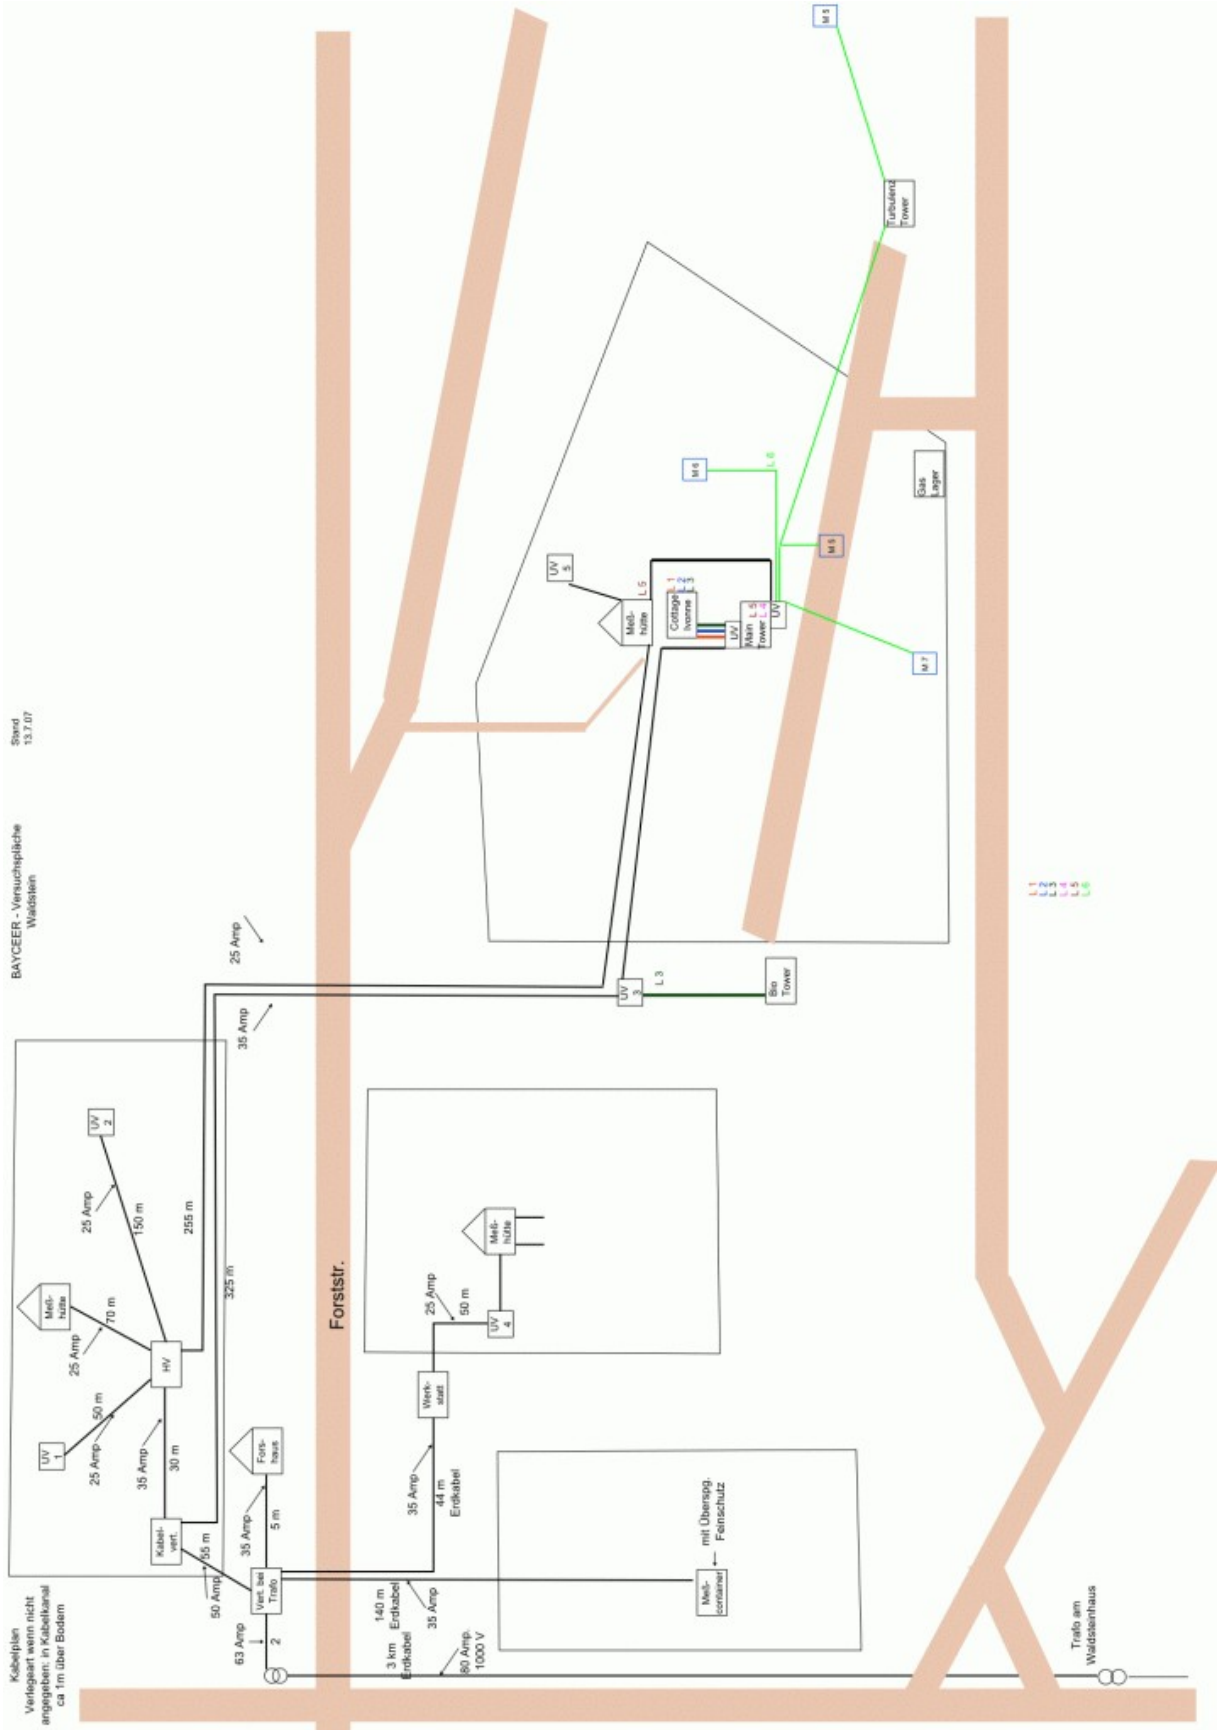 Kabelplan
Verlegeart wenn nicht
angegeben: in Kabelkanal
ca 1m über Bodem
BAYCEER - Versuchspläche
Waldstein
Stand
13.7.07
UV
1
25 Amp
50 m
Meß-
hütte
25 Amp
70 m
UV
2
25 Amp
150 m
HV
35 Amp
30 m
Kabel-
vert.
50 Amp
55 m
255 m
325 m
25 Amp
35 Amp
63 Amp
2
Vert. bei
Trafo
35 Amp
5 m
Fors-
haus
Forststr.
3 km
Erdkabel
140 m
Erdkabel
35 Amp
80 Amp.
1000 V
35 Amp
44 m
Erdkabel
Werk-
statt
25 Amp
50 m
UV
4
Meß-
hütte
Meß-
container
mit Überspg.
Feinschutz
Trafo am
Waldsteinhaus
UV
3
L 3
Bio
Tower
UV
5
Meß-
hütte
L 5
Cottage
Ivonne
L 1
L 2
L 3
UV
Main
Tower
L 5
L 4
UV
M 6
L 6
M 5
M 7
Gas
Lager
Turbulenz
Tower
M 5
L 1
L 2
L 3
L 4
L 5
L 6